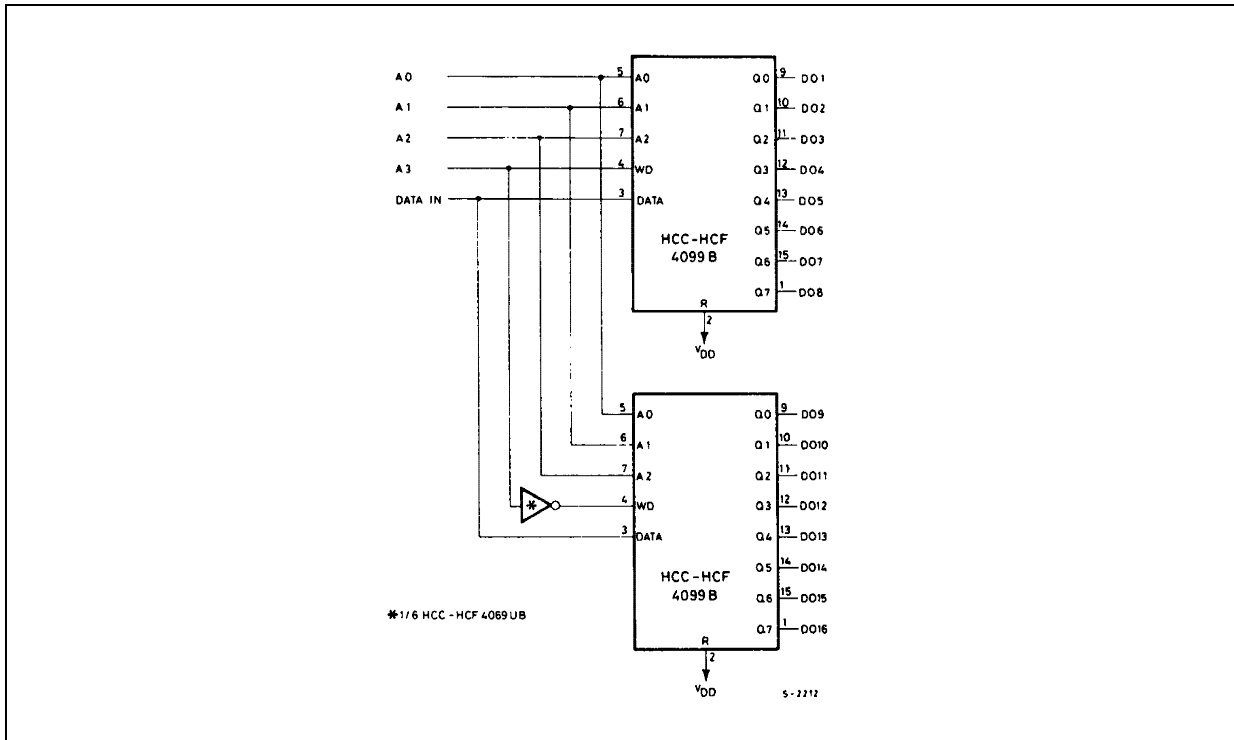 A0 5 A0 Q0 9 DO1
A1 6 A1 Q1 10 DO2
A2 7 A2 Q2 11 DO3
A3 4 WD Q3 12 DO4
DATA IN 3 DATA Q4 13 DO5
Q5 14 DO6
HCC-HCF
4099B
Q6 15 DO7
Q7 1 DO8
R
2
VDD
5 A0 Q0 9 DO9
6 A1 Q1 10 DO10
7 A2 Q2 11 DO11
* 4 WD Q3 12 DO12
3 DATA Q4 13 DO13
Q5 14 DO14
HCC-HCF
4099B
Q6 15 DO15
*1/6 HCC-HCF 4069UB
Q7 1 DO16
R
2
VDD
S-2212